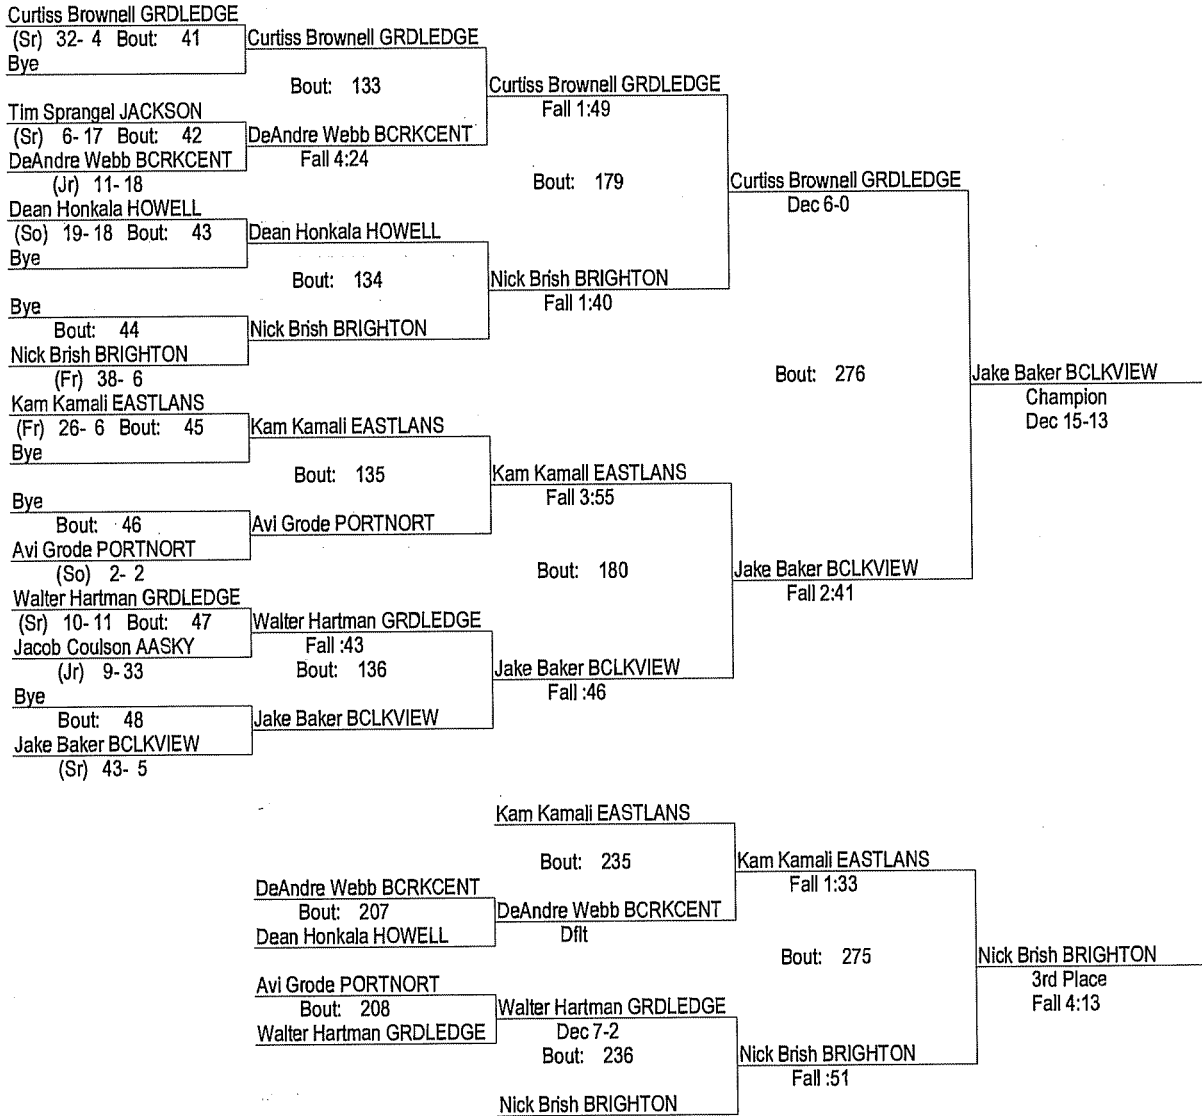 Curtiss Brownell GRDLEDGE
(Sr) 32- 4 Bout: 41
Bye
Curtiss Brownell GRDLEDGE
Bout: 133
Tim Sprangel JACKSON
(Sr) 6- 17 Bout: 42
DeAndre Webb BCRKCENT
(Jr) 11- 18
DeAndre Webb BCRKCENT
Fall 4:24
Curtiss Brownell GRDLEDGE
Fall 1:49
Bout: 179
Dean Honkala HOWELL
(So) 19- 18 Bout: 43
Bye
Dean Honkala HOWELL
Bout: 134
Bye
Bout: 44
Nick Brish BRIGHTON
(Fr) 38- 6
Nick Brish BRIGHTON
Nick Brish BRIGHTON
Fall 1:40
Curtiss Brownell GRDLEDGE
Dec 6-0
Bout: 276
Jake Baker BCLKVIEW
Champion
Dec 15-13
Kam Kamali EASTLANS
(Fr) 26- 6 Bout: 45
Bye
Kam Kamali EASTLANS
Bout: 135
Bye
Bout: 46
Avi Grode PORTNORT
(So) 2- 2
Avi Grode PORTNORT
Kam Kamali EASTLANS
Fall 3:55
Bout: 180
Walter Hartman GRDLEDGE
(Sr) 10- 11 Bout: 47
Jacob Coulson AASKY
(Jr) 9- 33
Walter Hartman GRDLEDGE
Fall :43
Bout: 136
Bye
Bout: 48
Jake Baker BCLKVIEW
(Sr) 43- 5
Jake Baker BCLKVIEW
Jake Baker BCLKVIEW
Fall :46
Jake Baker BCLKVIEW
Fall 2:41
Kam Kamali EASTLANS
Bout: 235
DeAndre Webb BCRKCENT
Bout: 207
Dean Honkala HOWELL
DeAndre Webb BCRKCENT
Dflt
Kam Kamali EASTLANS
Fall 1:33
Bout: 275
Avi Grode PORTNORT
Bout: 208
Walter Hartman GRDLEDGE
Walter Hartman GRDLEDGE
Dec 7-2
Bout: 236
Nick Brish BRIGHTON
Nick Brish BRIGHTON
Fall :51
Nick Brish BRIGHTON
3rd Place
Fall 4:13